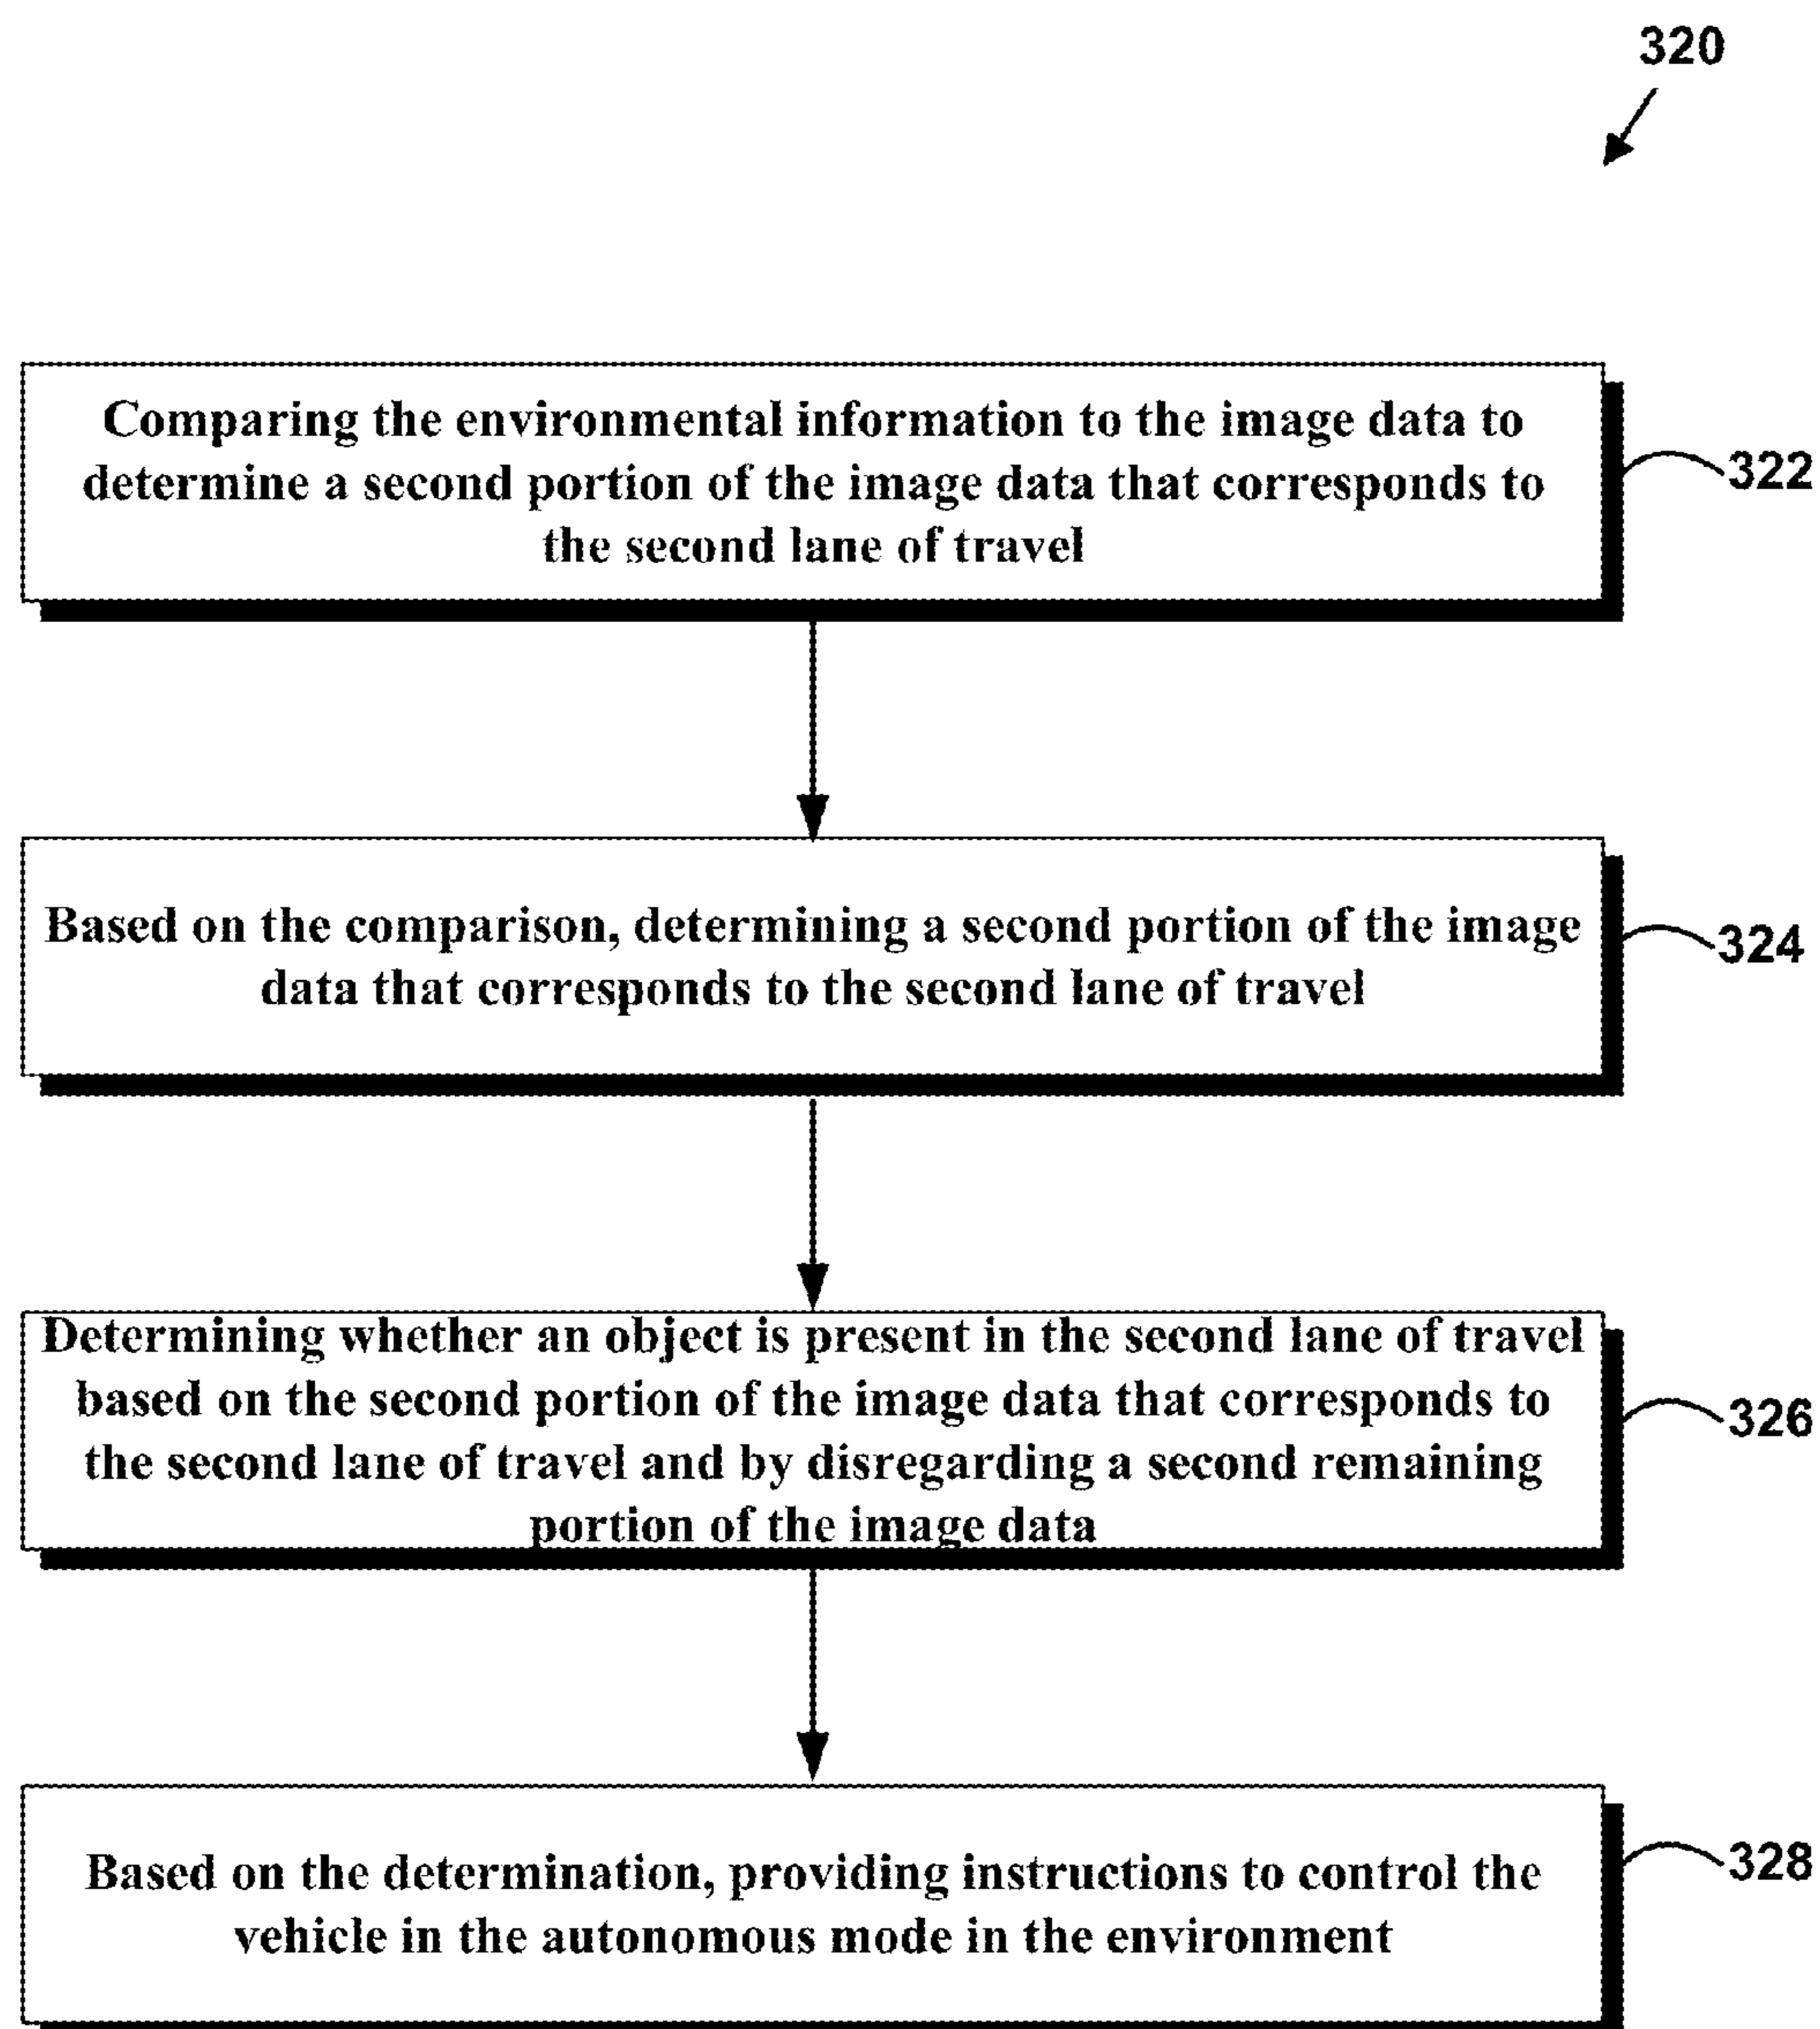 320
Comparing the environmental information to the image data to
determine a second portion of the image data that corresponds to
the second lane of travel
322
Based on the comparison, determining a second portion of the image
data that corresponds to the second lane of travel
324
Determining whether an object is present in the second lane of travel
based on the second portion of the image data that corresponds to
the second lane of travel and by disregarding a second remaining
portion of the image data
326
Based on the determination, providing instructions to control the
vehicle in the autonomous mode in the environment
328